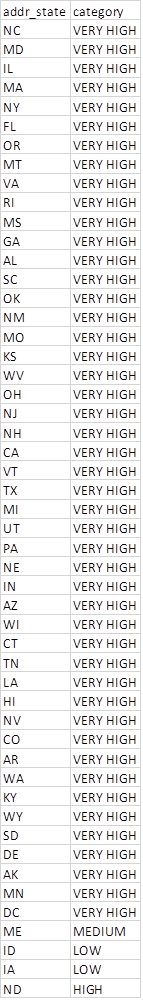 addr_state category
NC VERY HIGH
MD VERY HIGH
IL VERY HIGH
MA VERY HIGH
NY VERY HIGH
FL VERY HIGH
OR VERY HIGH
MT VERY HIGH
VA VERY HIGH
RI VERY HIGH
MS VERY HIGH
GA VERY HIGH
AL VERY HIGH
SC VERY HIGH
OK VERY HIGH
NM VERY HIGH
MO VERY HIGH
KS VERY HIGH
WV VERY HIGH
OH VERY HIGH
NJ VERY HIGH
NH VERY HIGH
CA VERY HIGH
VT VERY HIGH
TX VERY HIGH
MI VERY HIGH
UT VERY HIGH
PA VERY HIGH
NE VERY HIGH
IN VERY HIGH
AZ VERY HIGH
WI VERY HIGH
CT VERY HIGH
TN VERY HIGH
LA VERY HIGH
HI VERY HIGH
NV VERY HIGH
CO VERY HIGH
AR VERY HIGH
WA VERY HIGH
KY VERY HIGH
WY VERY HIGH
SD VERY HIGH
DE VERY HIGH
AK VERY HIGH
MN VERY HIGH
DC VERY HIGH
ME MEDIUM
ID LOW
IA LOW
ND HIGH